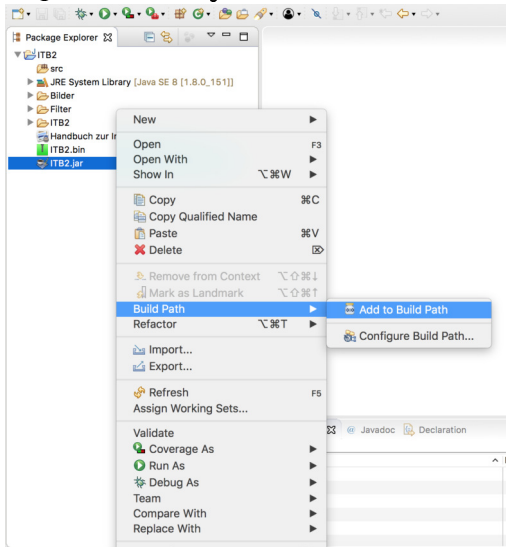 Package Explorer
ITB2
src
JRE System Library [Java SE 8 [1.8.0_151]]
Bilder
Filter
ITB2
Handbuch zur
ITB2.bin
ITB2.jar
New
Open F3
Open With
Show In ⌥⌘W
Copy ⌘C
Copy Qualified Name
Paste ⌘V
Delete ⌦
Remove from Context ⌥⇧⌘↓
Mark as Landmark ⌥⇧⌘↑
Build Path
Refactor ⌥⌘T
Import...
Export...
Refresh F5
Assign Working Sets...
Validate
Coverage As
Run As
Debug As
Team
Compare With
Replace With
Add to Build Path
Configure Build Path...
@ Javadoc Declaration